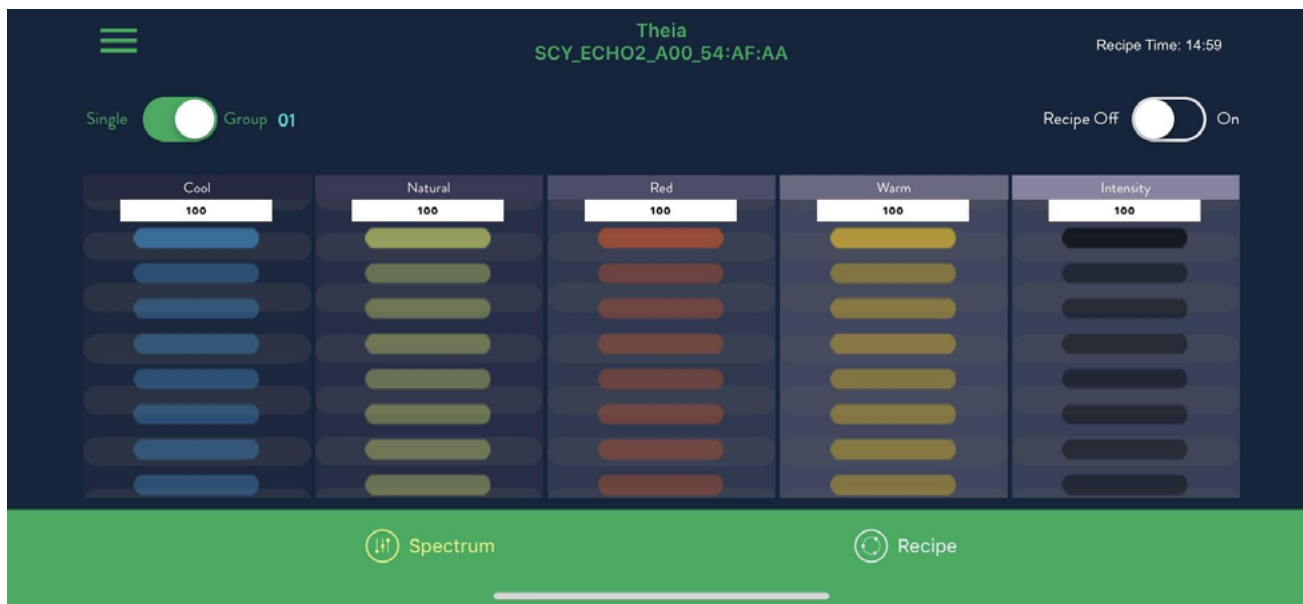 Theia
SCY_ECHO2_A00_54:AF:AA
Recipe Time: 14:59
Single Group 01
Recipe Off On
Cool Natural Red Warm Intensity
100 100 100 100 100
Spectrum Recipe